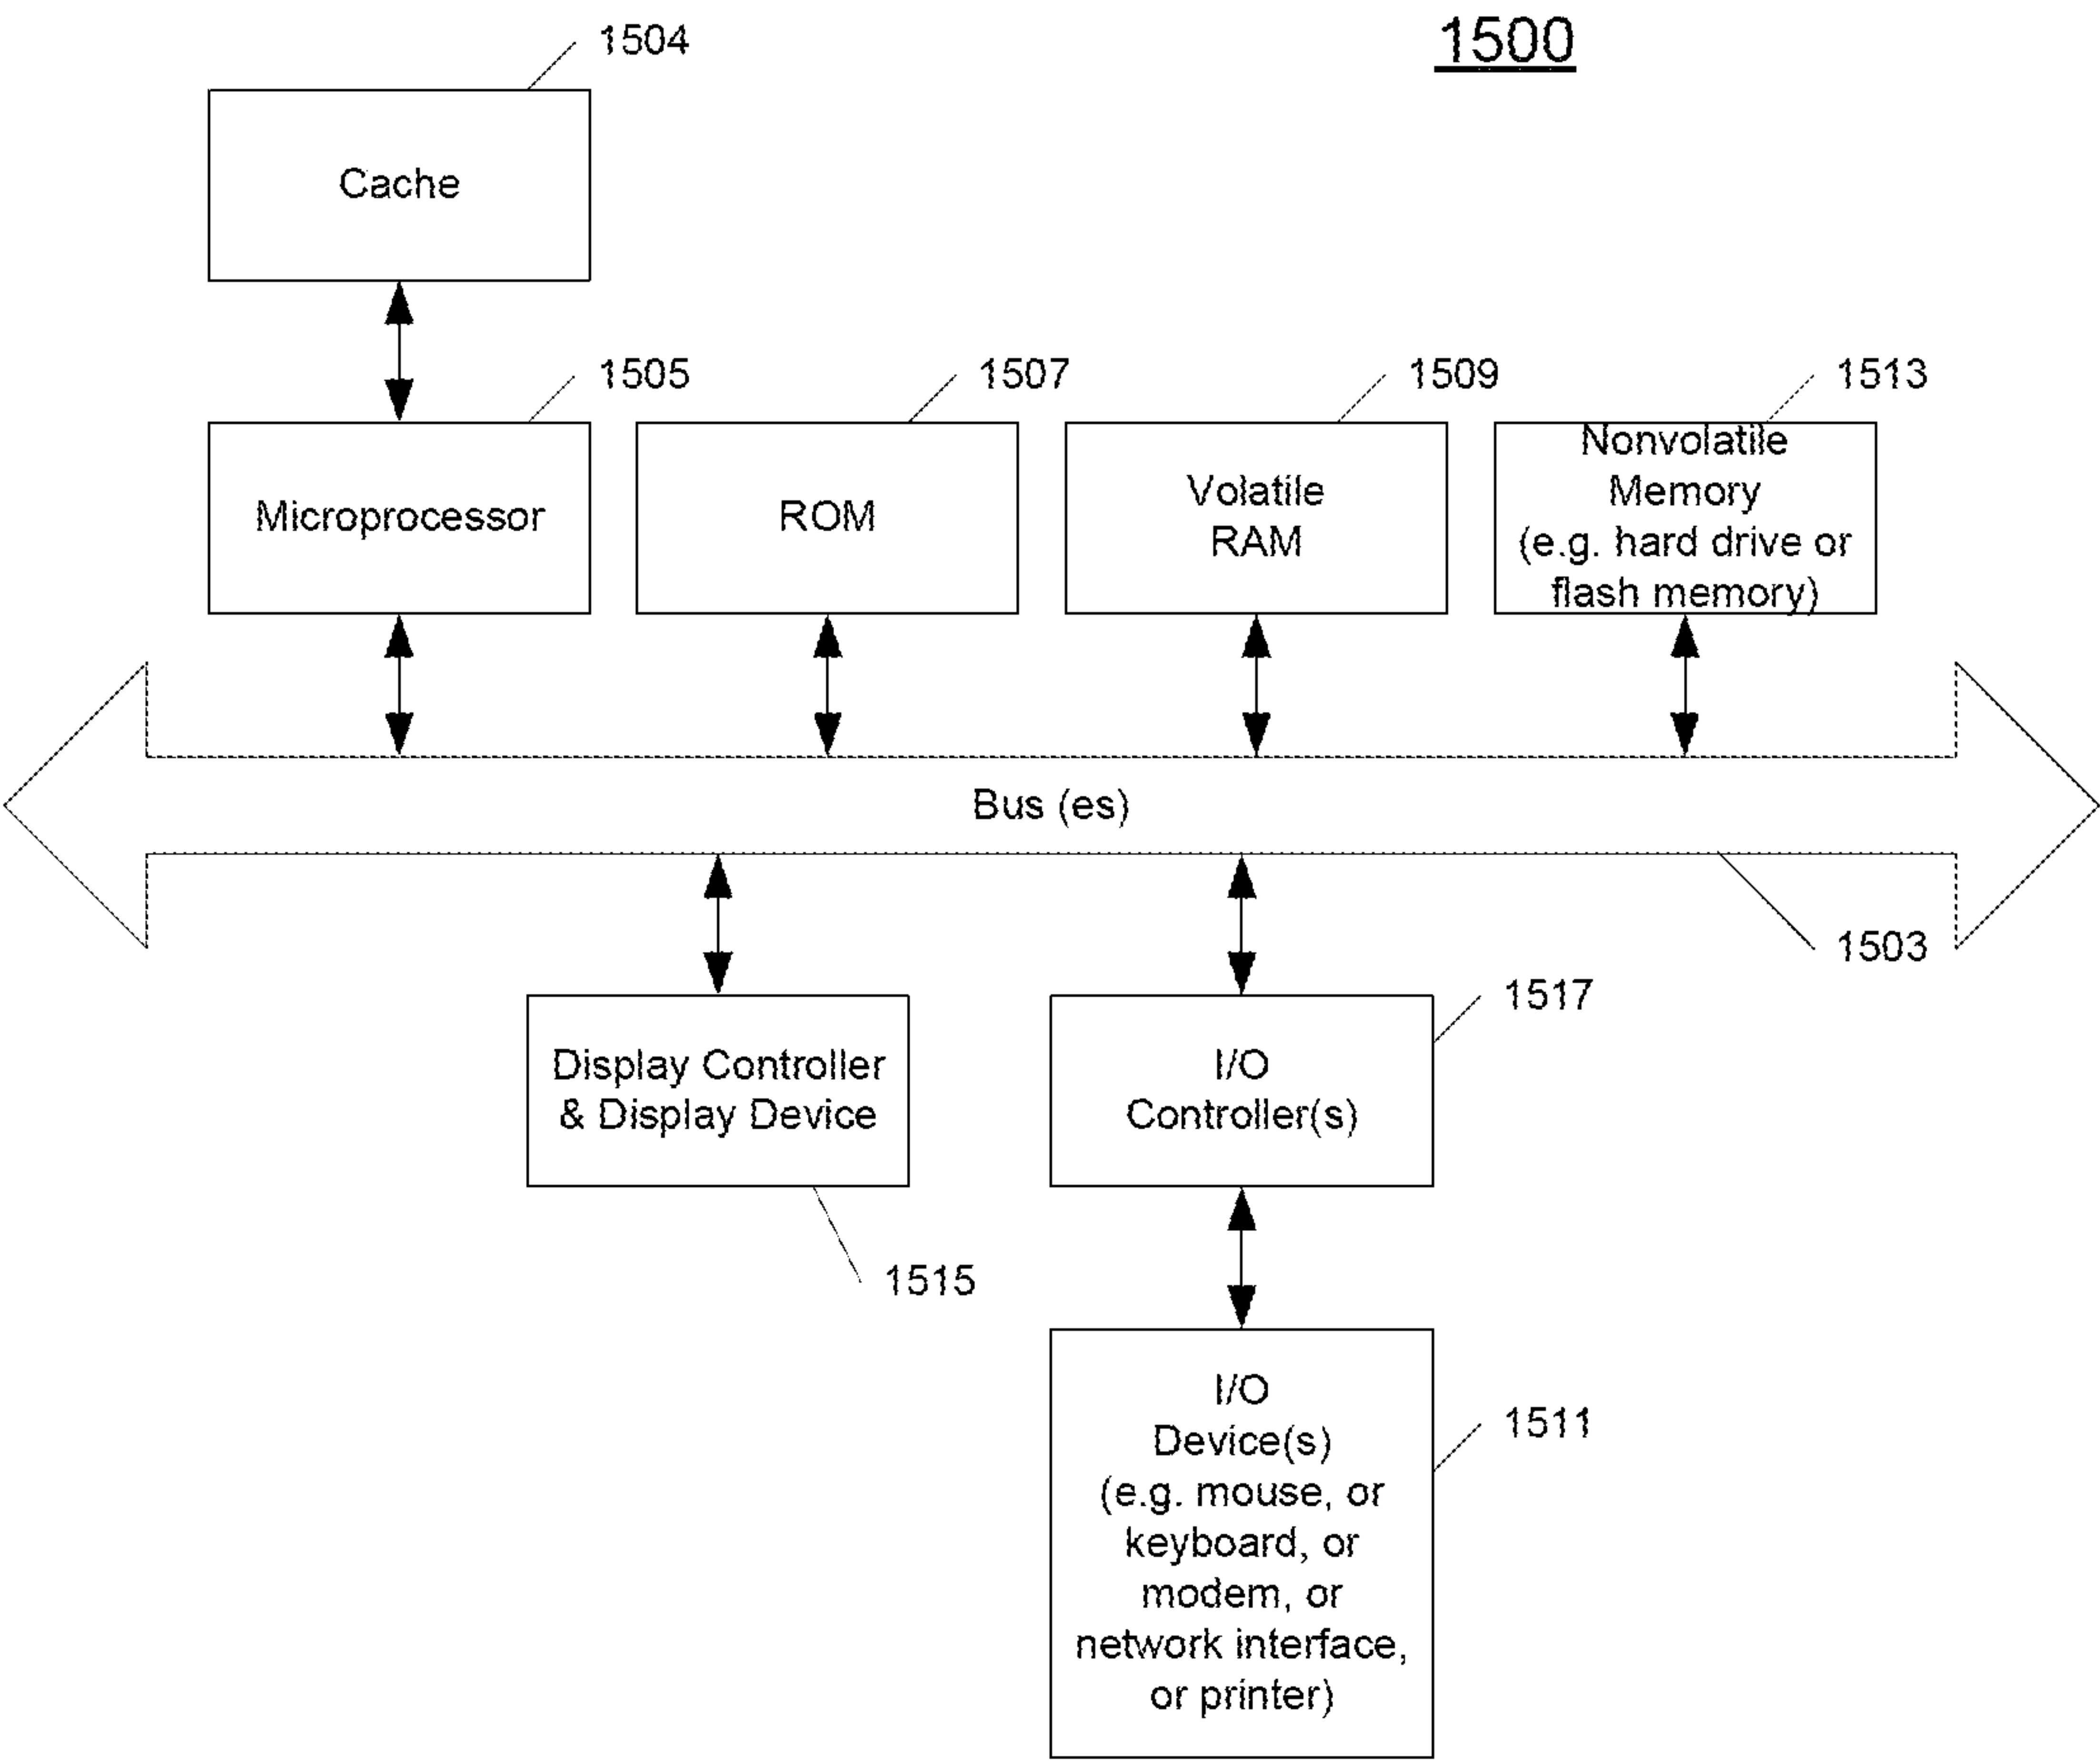 1500
1504
Cache
1505
1507
1509
1513
Microprocessor
ROM
Volatile
RAM
Nonvolatile
Memory
(e.g. hard drive or
flash memory)
Bus (es)
1503
1517
Display Controller
& Display Device
I/O
Controller(s)
1515
I/O
Device(s)
(e.g. mouse, or
keyboard, or
modem, or
network interface,
or printer)
1511